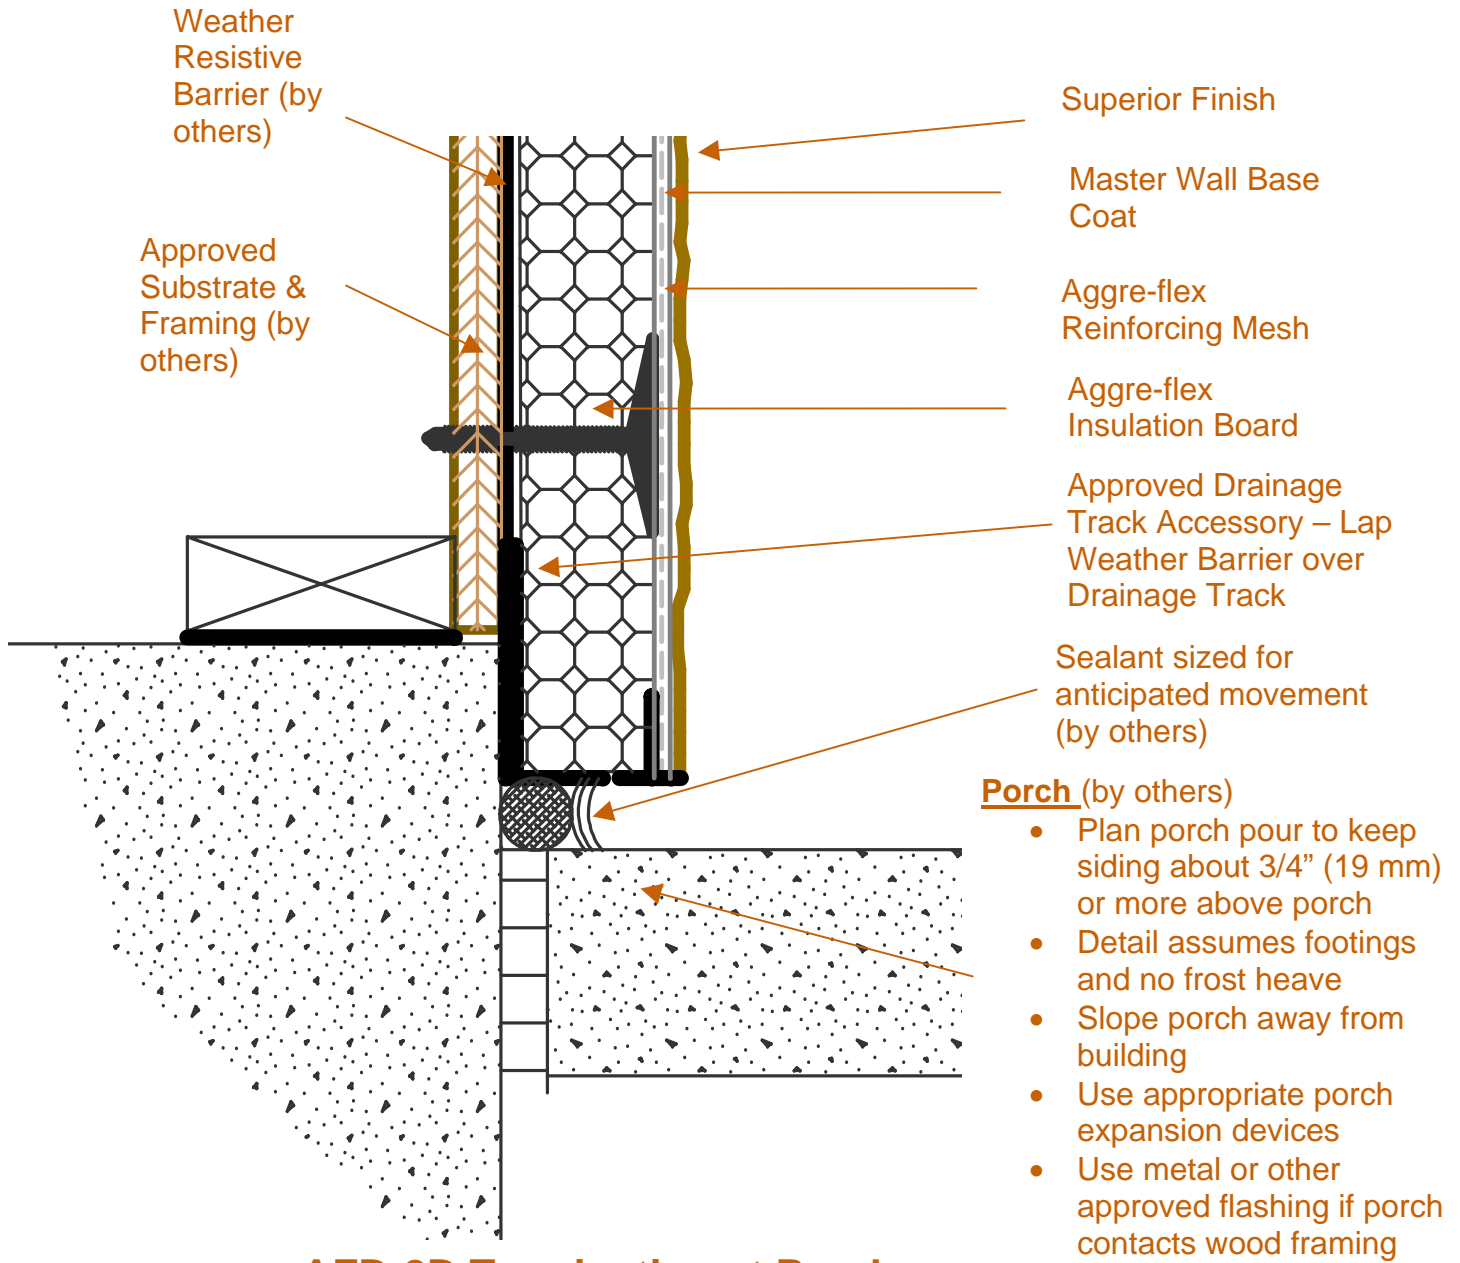 Weather
Resistive
Barrier (by
others)
Approved
Substrate &
Framing (by
others)
Superior Finish
Master Wall Base
Coat
Aggre-flex
Reinforcing Mesh
Aggre-flex
Insulation Board
Approved Drainage
Track Accessory – Lap
Weather Barrier over
Drainage Track
Sealant sized for
anticipated movement
(by others)
Porch (by others)
• Plan porch pour to keep
siding about 3/4” (19 mm)
or more above porch
• Detail assumes footings
and no frost heave
• Slope porch away from
building
• Use appropriate porch
expansion devices
• Use metal or other
approved flashing if porch
contacts wood framing